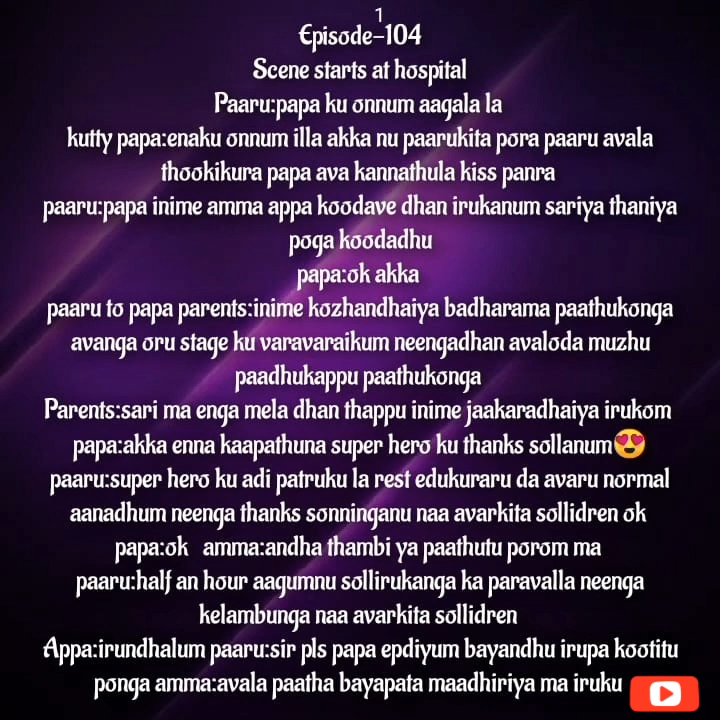 1
Episode-104
Scene starts at hospital
Paaru:papa ku onnum aagala la
kutty papa:enaku onnum illa akka nu paarukita pora paaru avala
thookikura papa ava kannathula kiss panra
paaru:papa inime amma appa koodave dhan irukanum sariya thaniya
poga koodadhu
papa:ok akka
paaru to papa parents:inime kozhandhaiya badharama paathukonga
avanga oru stage ku varavaraikum neengadhan avaloda muzhu
paadhukappu paathukonga
Parents:sari ma enga mela dhan thappu inime jaakaradhaiya irukom
papa:akka enna kaapathuna super hero ku thanks sollanum😍
paaru:super hero ku adi patruku la rest edukuraru da avaru normal
aanadhum neenga thanks sonninganu naa avarkita sollidren ok
papa:ok amma:andha thambi ya paathutu porom ma
paaru:half an hour aagumnu sollirukanga ka paravalla neenga
kelambunga naa avarkita sollidren
Appa:irundhalum paaru:sir pls papa epdiyum bayandhu irupa kootitu
ponga amma:avala paatha bayapata maadhiriya ma iruku